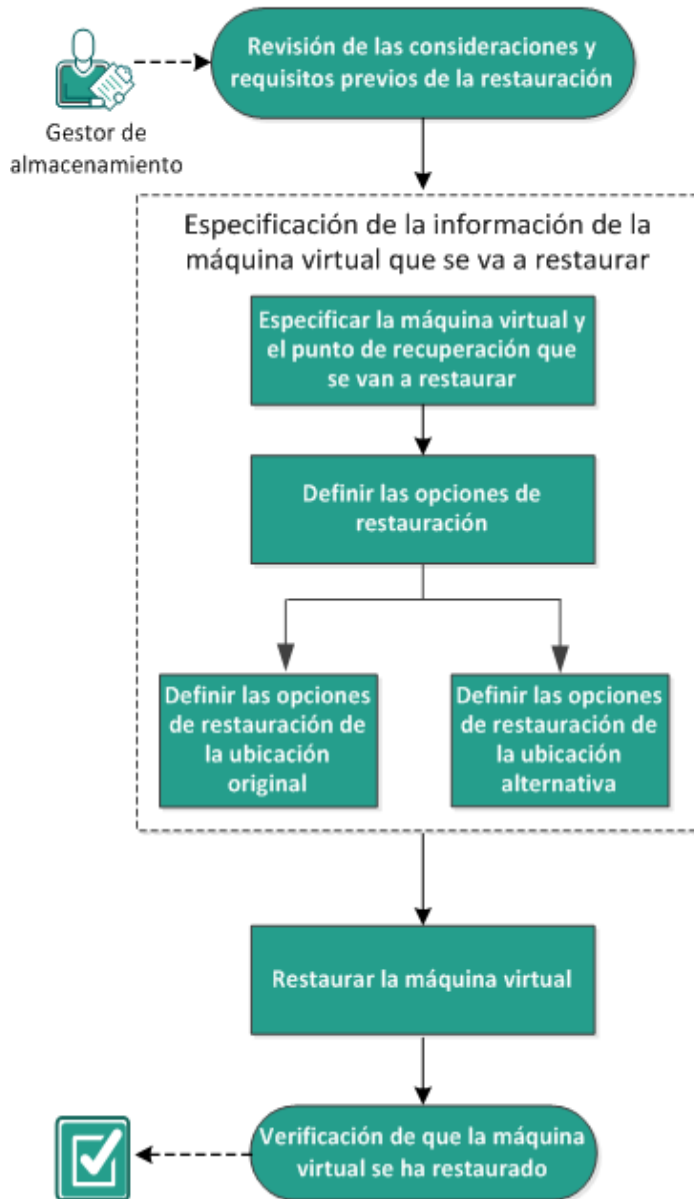 Revisión de las consideraciones y
requisitos previos de la restauración
Gestor de
almacenamiento
Especificación de la información de la
máquina virtual que se va a restaurar
Especificar la máquina virtual y
el punto de recuperación que
se van a restaurar
Definir las opciones de
restauración
Definir las opciones
de restauración de
la ubicación
original
Definir las opciones
de restauración de
la ubicación
alternativa
Restaurar la máquina virtual
Verificación de que la máquina
virtual se ha restaurado